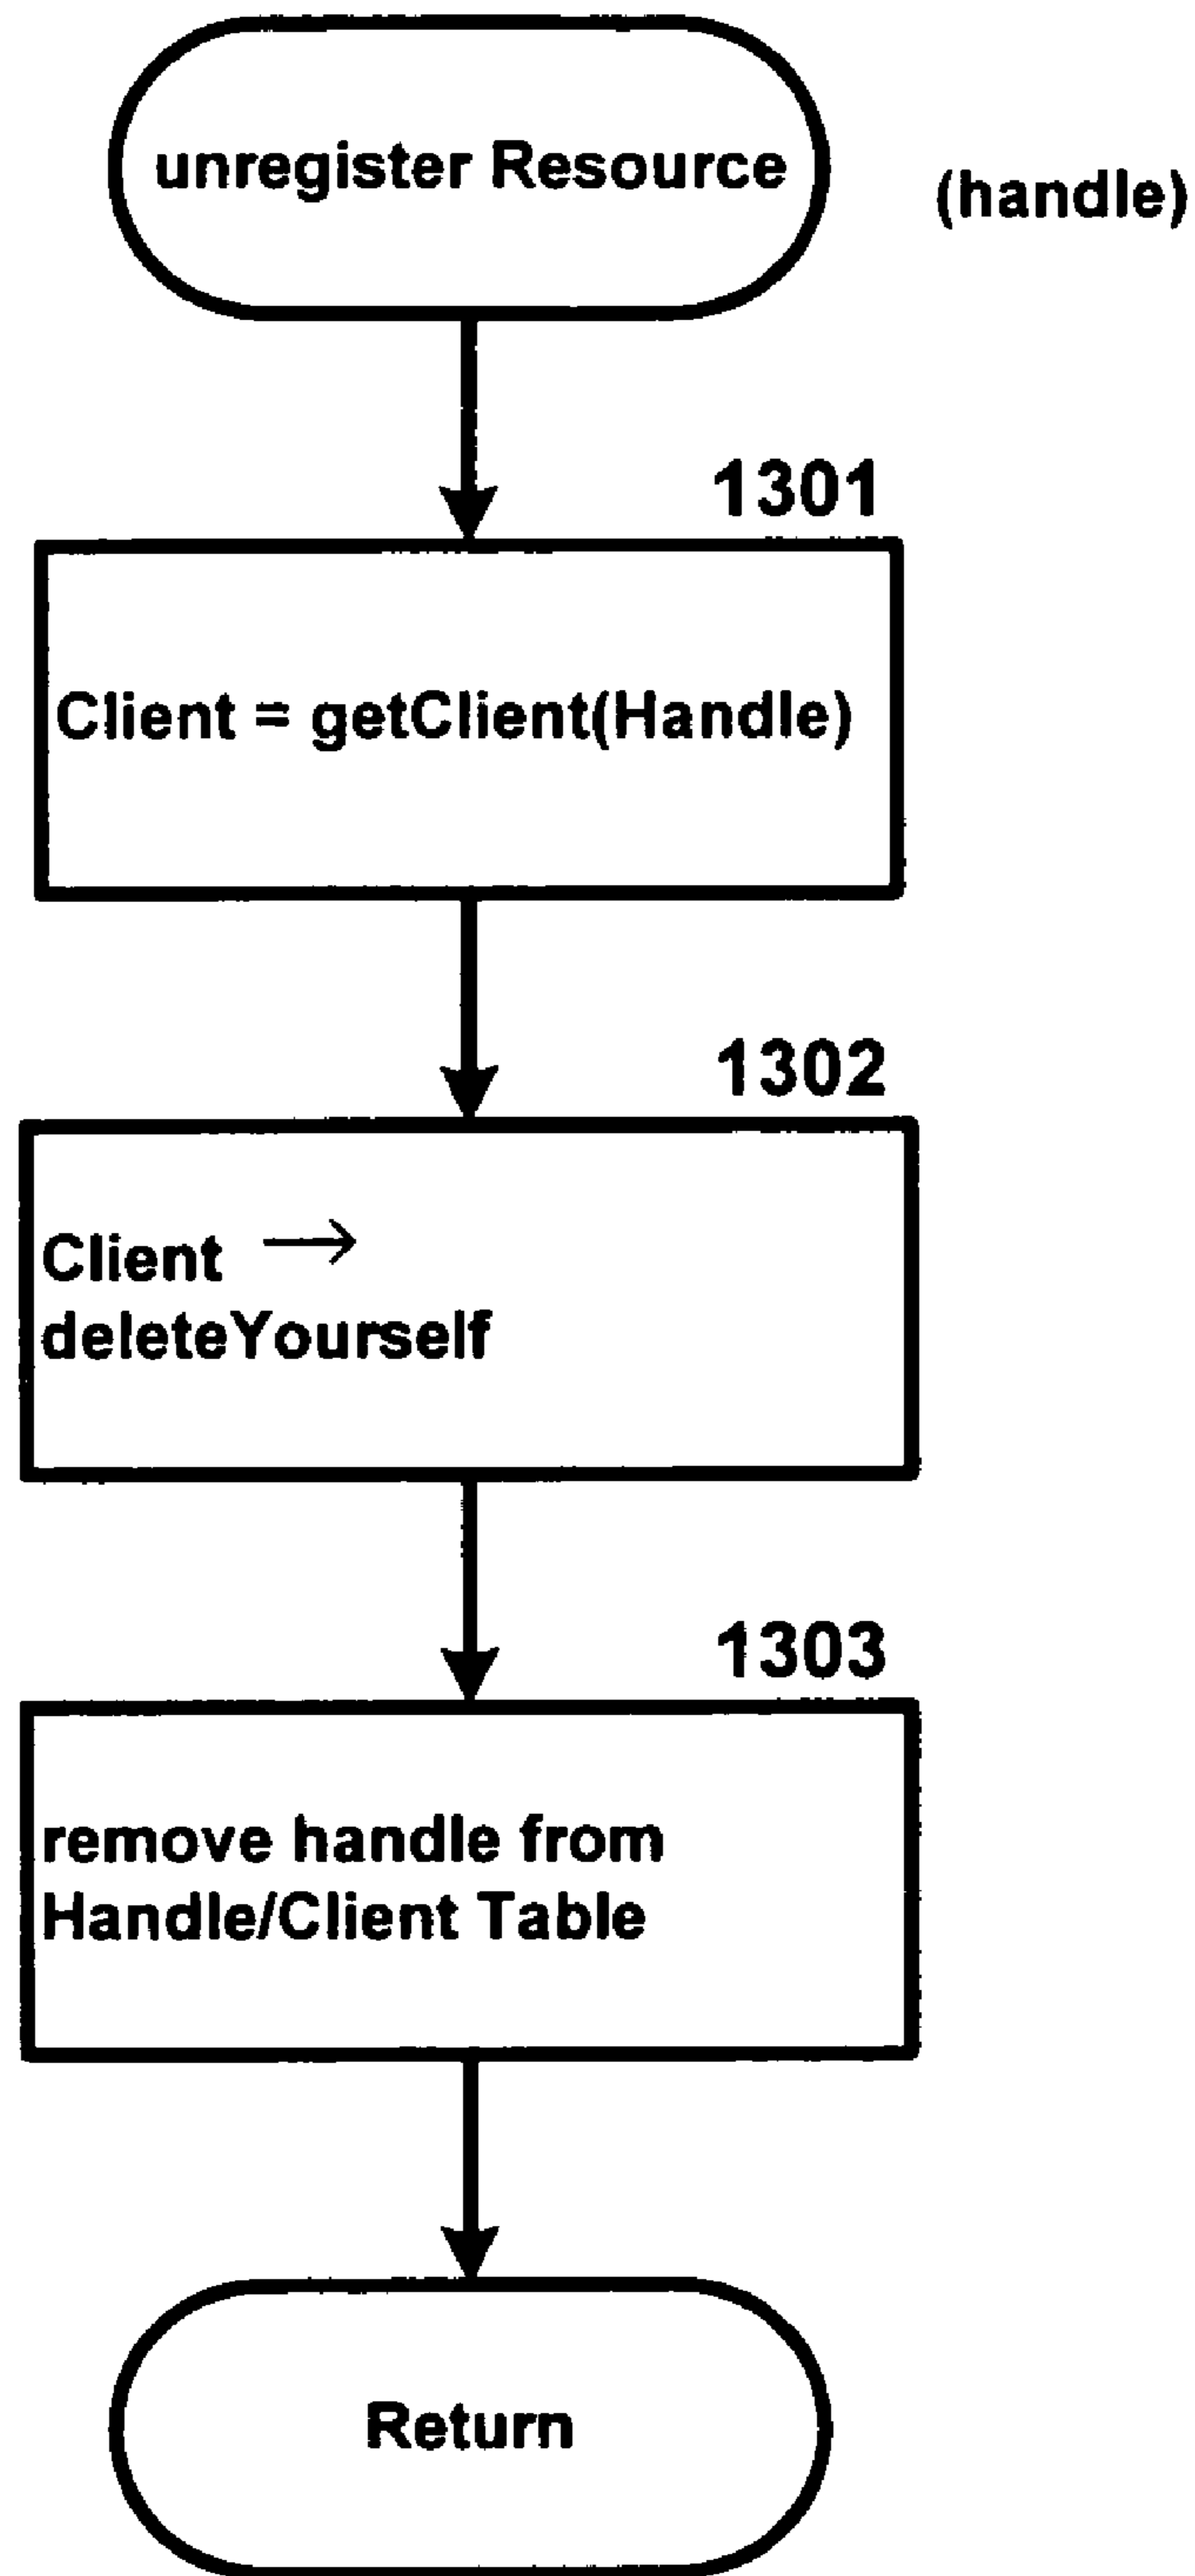 unregister Resource
(handle)
1301
Client = getClient(Handle)
1302
Client →
deleteYourself
1303
remove handle from
Handle/Client Table
Return